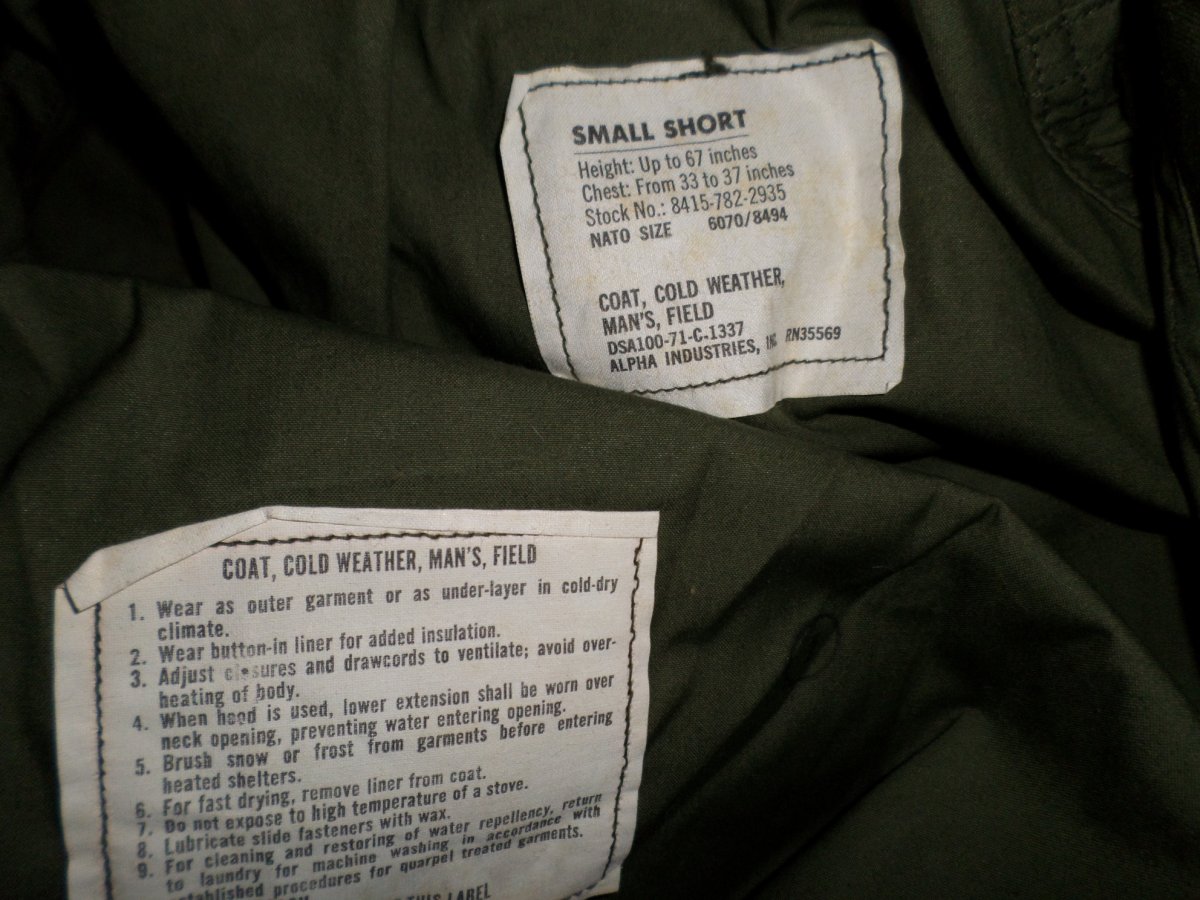 SMALL SHORT
Height: Up to 67 inches
Chest: From 33 to 37 inches
Stock No.: 8415-782-2935
NATO SIZE 6070/8494
COAT, COLD WEATHER,
MAN'S, FIELD
DSA100-71-C-1337
ALPHA INDUSTRIES, RN35569
COAT, COLD WEATHER, MAN'S, FIELD
1. Wear as outer garment or as under-layer in cold-dry
climate.
2. Wear button-in liner for added insulation.
3. Adjust closures and drawcords to ventilate; avoid over-
heating of body.
4. When hood is used, lower extension shall be worn over
neck opening, preventing water entering opening.
5. Brush snow or frost from garments before entering
heated shelters.
6. For fast drying, remove liner from coat.
7. Do not expose to high temperature of a stove.
8. Lubricate slide fasteners with wax.
9. For cleaning and restoring of water repellency, return
to laundry for machine washing in accordance with
established procedures for quarpel treated garments.
THIS LABEL